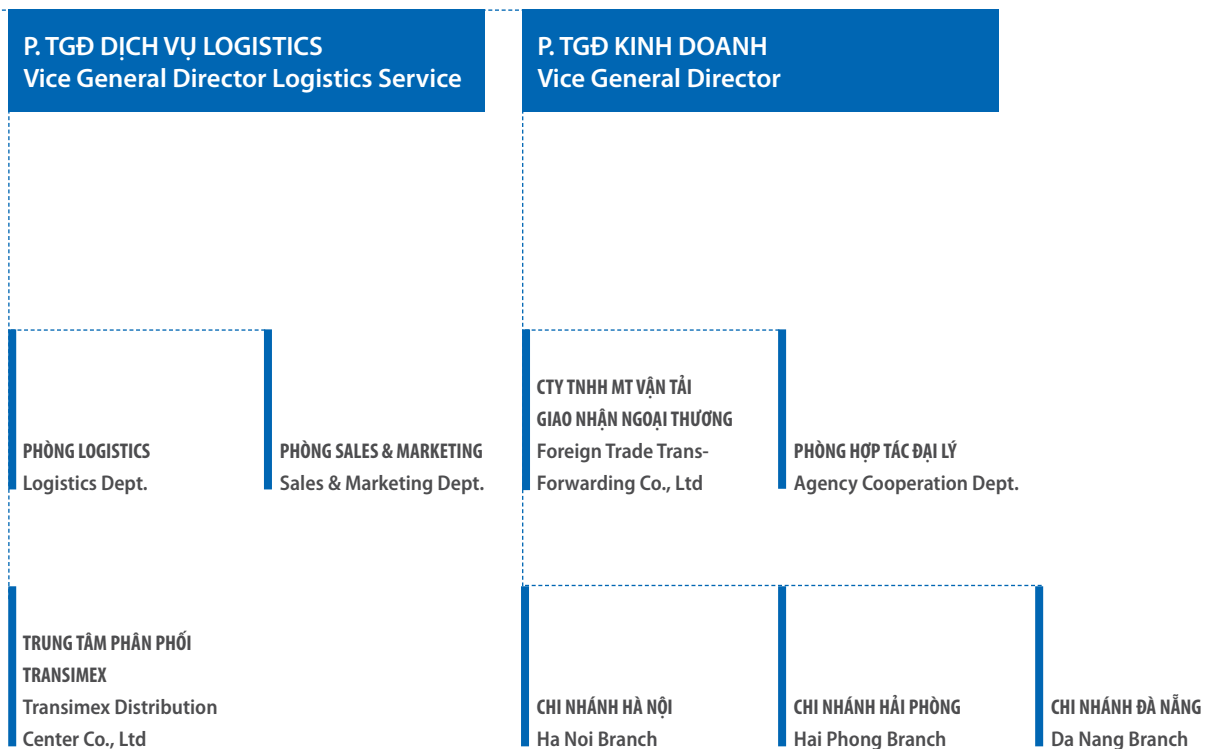 P. TGĐ DỊCH VỤ LOGISTICS
Vice General Director Logistics Service
P. TGĐ KINH DOANH
Vice General Director
PHÒNG LOGISTICS
Logistics Dept.
PHÒNG SALES & MARKETING
Sales & Marketing Dept.
CTY TNHH MT VẬN TẢI
GIAO NHẬN NGOẠI THƯƠNG
Foreign Trade Trans-
Forwarding Co., Ltd
PHÒNG HỢP TÁC ĐẠI LÝ
Agency Cooperation Dept.
TRUNG TÂM PHÂN PHỐI
TRANSIMEX
Transimex Distribution
Center Co., Ltd
CHI NHÁNH HÀ NỘI
Ha Noi Branch
CHI NHÁNH HẢI PHÒNG
Hai Phong Branch
CHI NHÁNH ĐÀ NẴNG
Da Nang Branch